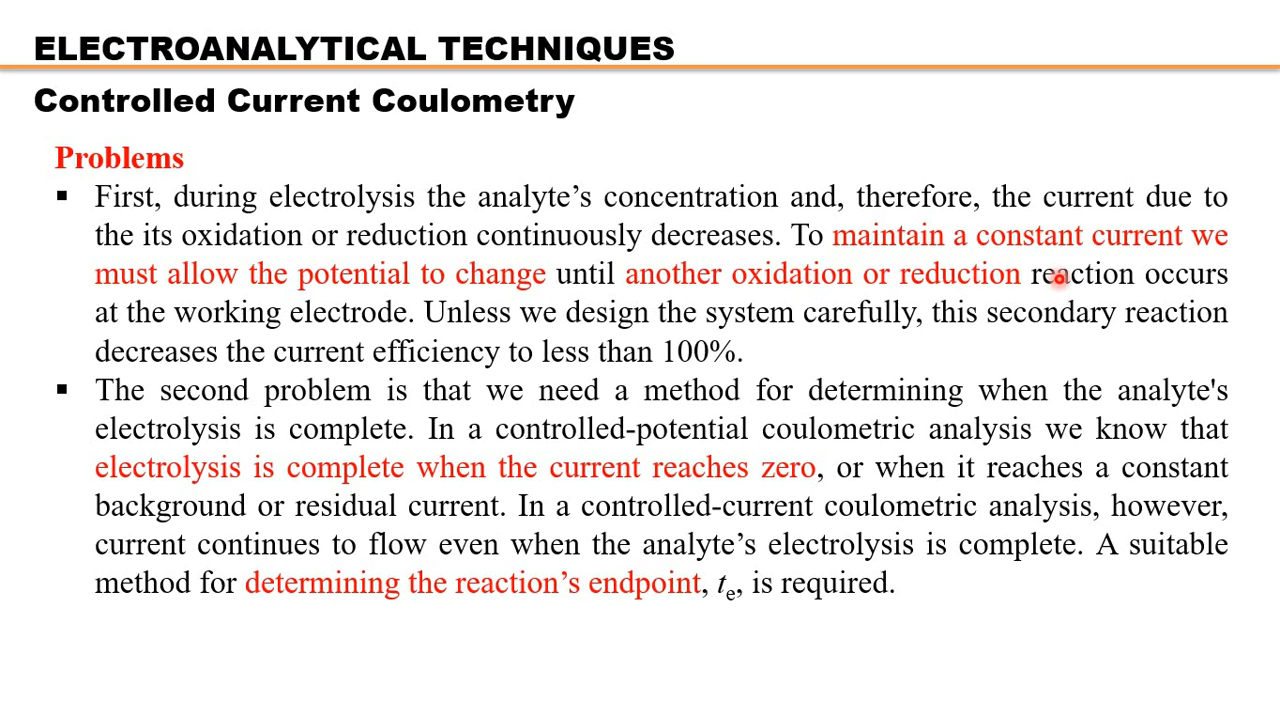 ELECTROANALYTICAL TECHNIQUES
Controlled Current Coulometry
Problems
▪ First, during electrolysis the analyte’s concentration and, therefore, the current due to
the its oxidation or reduction continuously decreases. To maintain a constant current we
must allow the potential to change until another oxidation or reduction reaction occurs
at the working electrode. Unless we design the system carefully, this secondary reaction
decreases the current efficiency to less than 100%.
▪ The second problem is that we need a method for determining when the analyte's
electrolysis is complete. In a controlled-potential coulometric analysis we know that
electrolysis is complete when the current reaches zero, or when it reaches a constant
background or residual current. In a controlled-current coulometric analysis, however,
current continues to flow even when the analyte’s electrolysis is complete. A suitable
method for determining the reaction’s endpoint, te, is required.